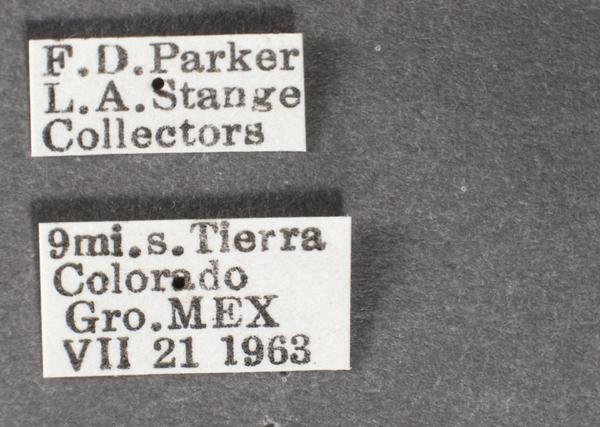 F.D.Parker
L.A.Stange
Collectors
9mi.s.Tierra
Colorado
Gro.MEX
VII 21 1963